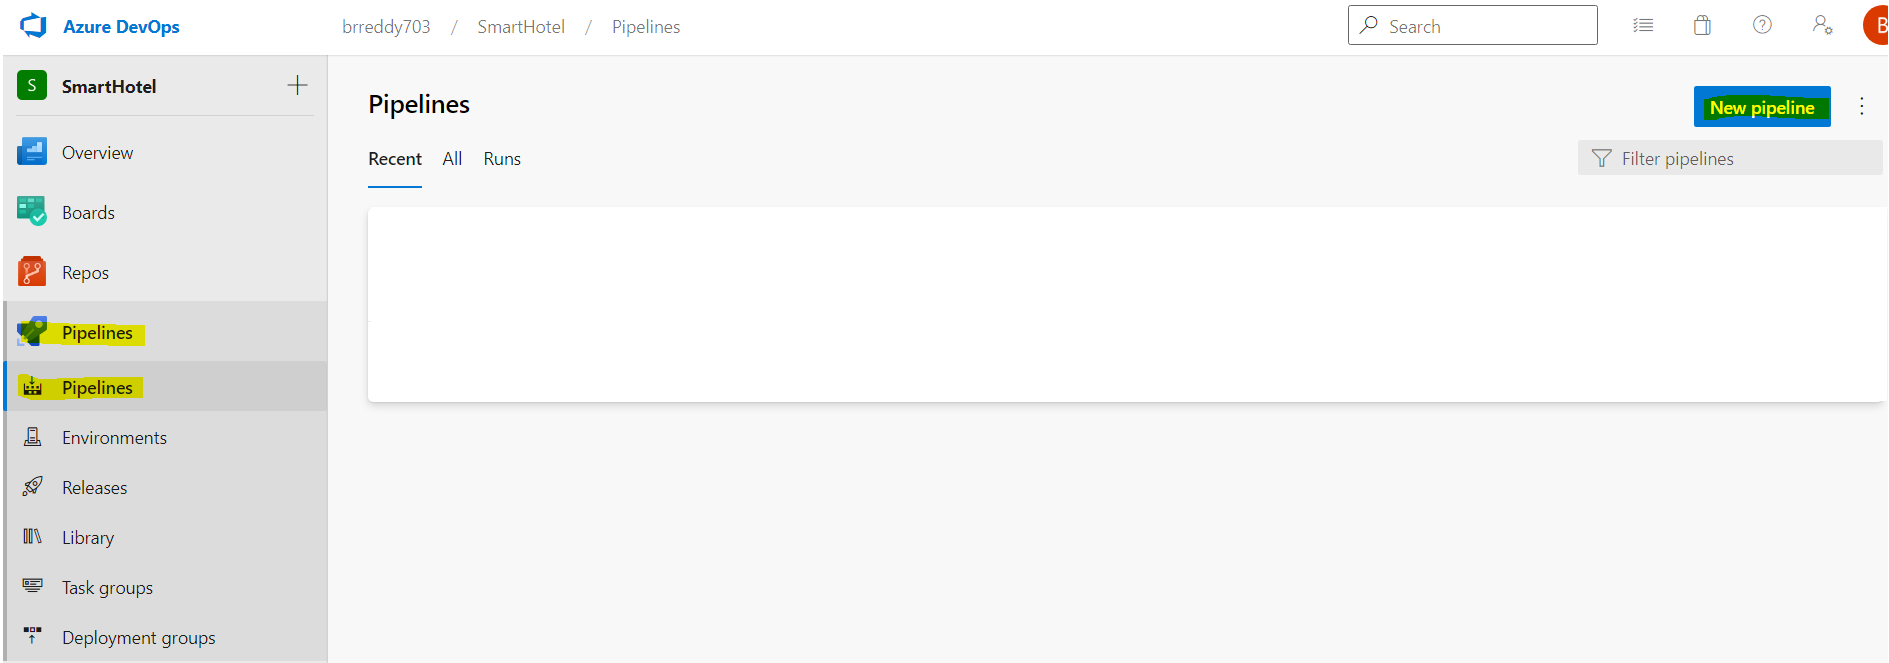 Azure DevOps
brreddy703 / SmartHotel / Pipelines
Search
B
S SmartHotel
Overview
Boards
Repos
Pipelines
Pipelines
Environments
Releases
Library
Task groups
Deployment groups
Pipelines
New pipeline
Recent All Runs
Filter pipelines